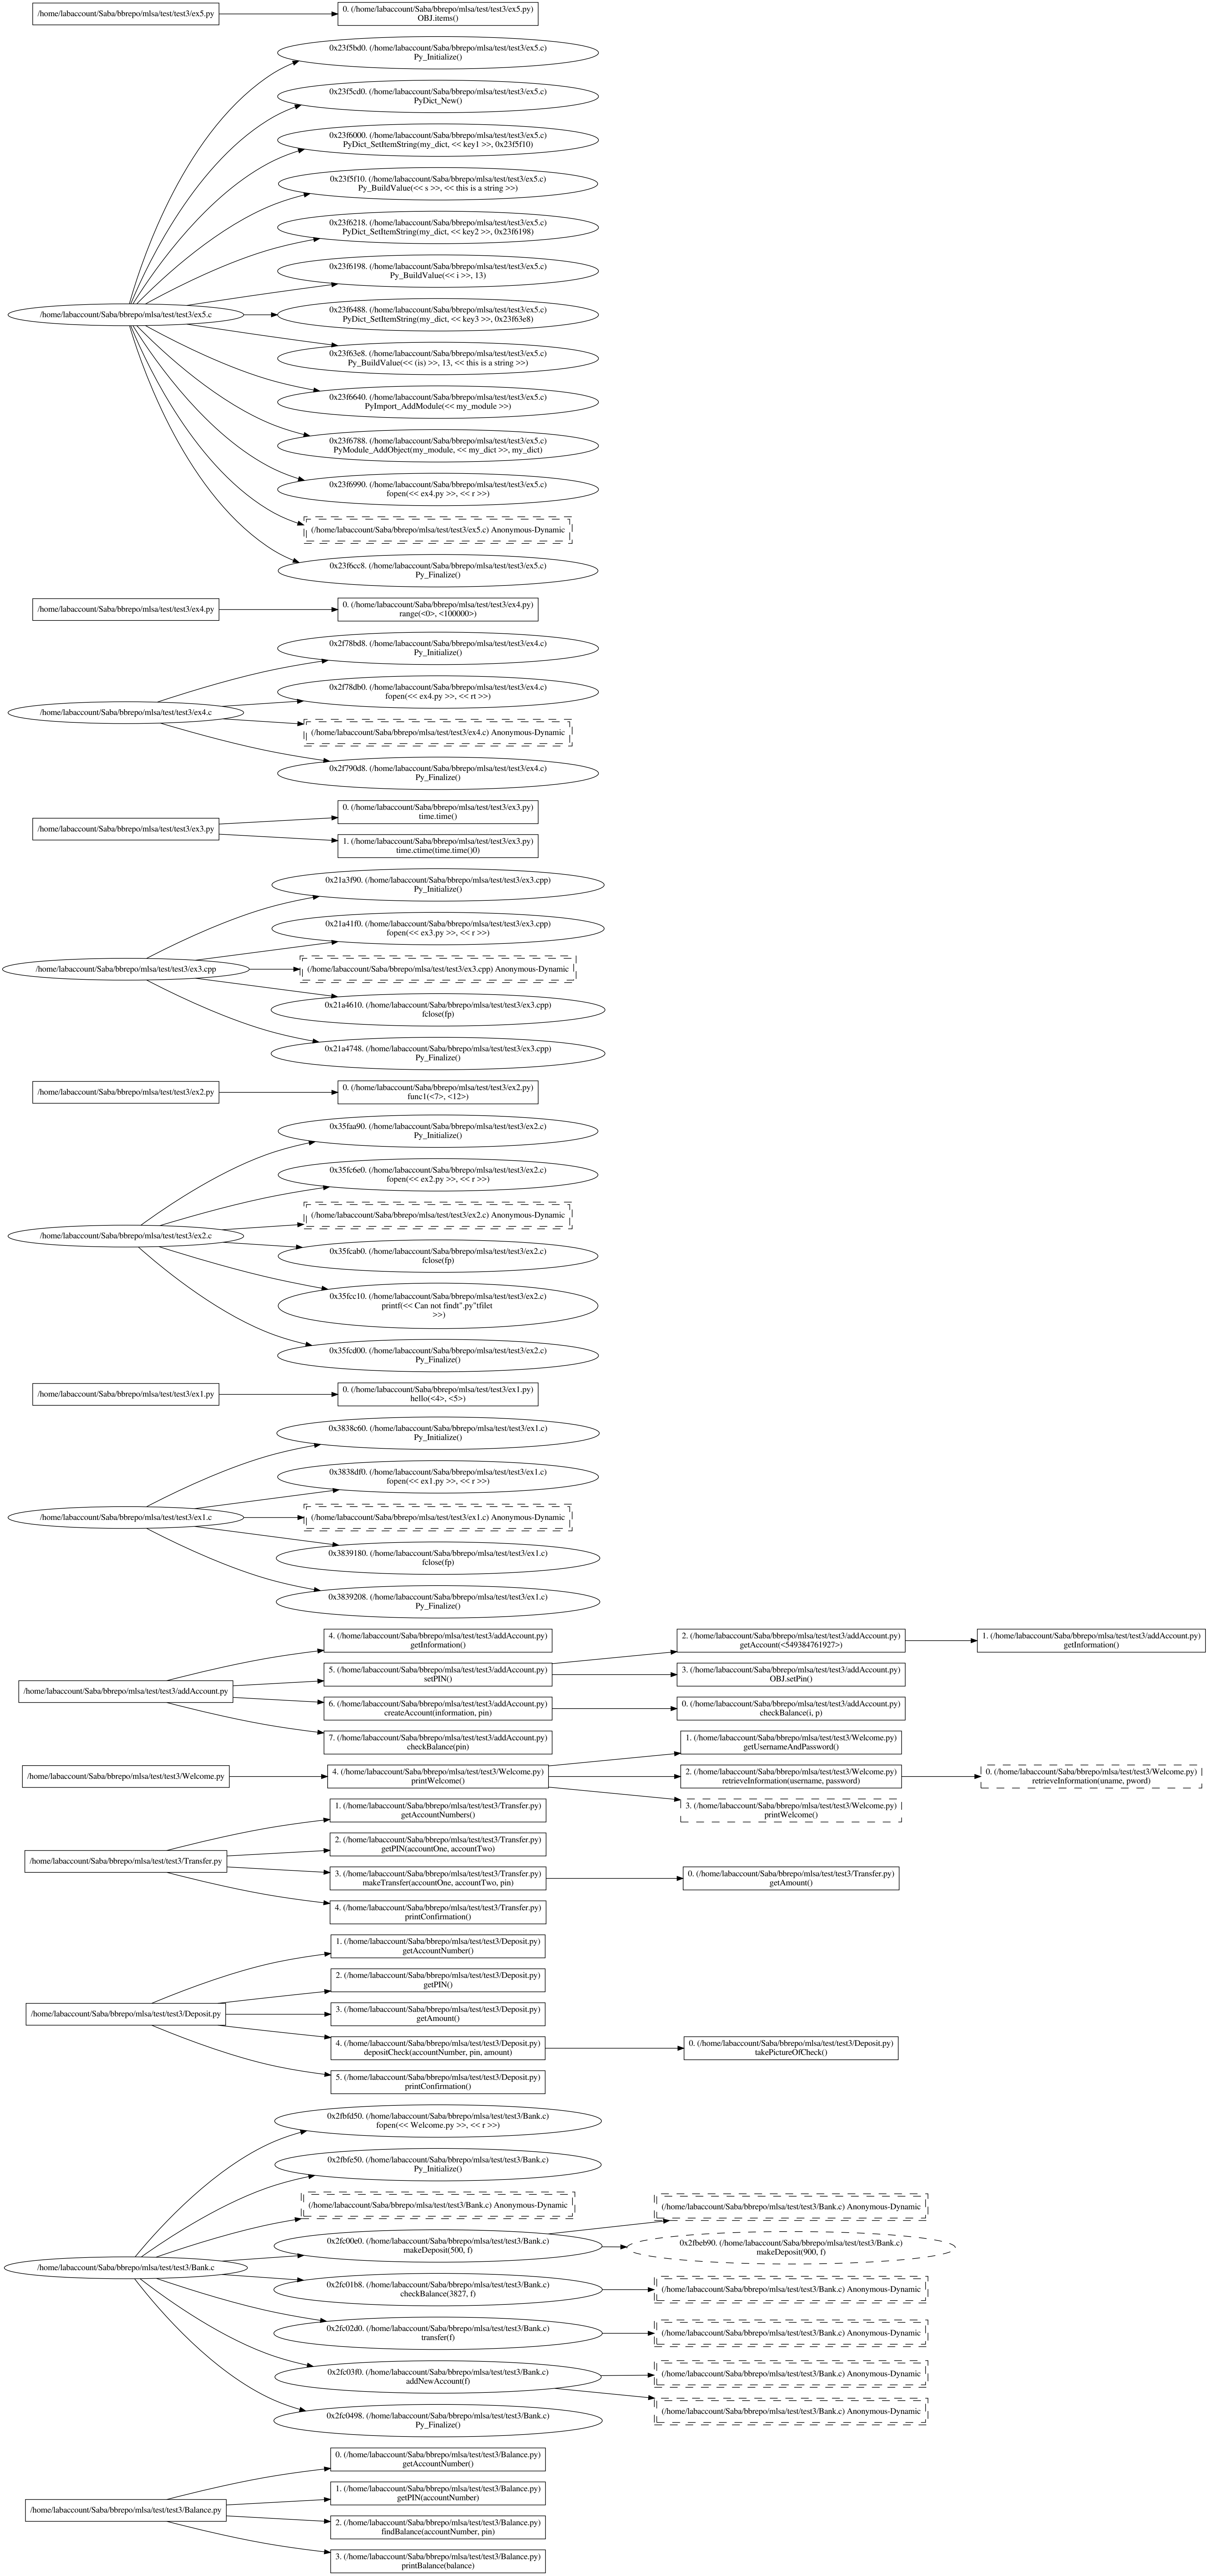 /home/labaccount/Saba/bbrepo/mlsa/test/test3/ex5.py
0. (/home/labaccount/Saba/bbrepo/mlsa/test/test3/ex5.py)
OBJ.items()
0x23f5bd0. (/home/labaccount/Saba/bbrepo/mlsa/test/test3/ex5.c)
Py_Initialize()
0x23f5cd0. (/home/labaccount/Saba/bbrepo/mlsa/test/test3/ex5.c)
PyDict_New()
0x23f6000. (/home/labaccount/Saba/bbrepo/mlsa/test/test3/ex5.c)
PyDict_SetItemString(my_dict, << key1 >>, 0x23f5f10)
0x23f5f10. (/home/labaccount/Saba/bbrepo/mlsa/test/test3/ex5.c)
Py_BuildValue(<< s >>, << this is a string >>)
0x23f6218. (/home/labaccount/Saba/bbrepo/mlsa/test/test3/ex5.c)
PyDict_SetItemString(my_dict, << key2 >>, 0x23f6198)
0x23f6198. (/home/labaccount/Saba/bbrepo/mlsa/test/test3/ex5.c)
Py_BuildValue(<< i >>, 13)
/home/labaccount/Saba/bbrepo/mlsa/test/test3/ex5.c
0x23f6488. (/home/labaccount/Saba/bbrepo/mlsa/test/test3/ex5.c)
PyDict_SetItemString(my_dict, << key3 >>, 0x23f63e8)
0x23f63e8. (/home/labaccount/Saba/bbrepo/mlsa/test/test3/ex5.c)
Py_BuildValue(<< (is) >>, 13, << this is a string >>)
0x23f6640. (/home/labaccount/Saba/bbrepo/mlsa/test/test3/ex5.c)
PyImport_AddModule(<< my_module >>)
0x23f6788. (/home/labaccount/Saba/bbrepo/mlsa/test/test3/ex5.c)
PyModule_AddObject(my_module, << my_dict >>, my_dict)
0x23f6990. (/home/labaccount/Saba/bbrepo/mlsa/test/test3/ex5.c)
fopen(<< ex4.py >>, << r >>)
(/home/labaccount/Saba/bbrepo/mlsa/test/test3/ex5.c) Anonymous-Dynamic
0x23f6cc8. (/home/labaccount/Saba/bbrepo/mlsa/test/test3/ex5.c)
Py_Finalize()
/home/labaccount/Saba/bbrepo/mlsa/test/test3/ex4.py
0. (/home/labaccount/Saba/bbrepo/mlsa/test/test3/ex4.py)
range(<0>, <100000>)
0x2f78bd8. (/home/labaccount/Saba/bbrepo/mlsa/test/test3/ex4.c)
Py_Initialize()
0x2f78db0. (/home/labaccount/Saba/bbrepo/mlsa/test/test3/ex4.c)
fopen(<< ex4.py >>, << rt >>)
/home/labaccount/Saba/bbrepo/mlsa/test/test3/ex4.c
(/home/labaccount/Saba/bbrepo/mlsa/test/test3/ex4.c) Anonymous-Dynamic
0x2f790d8. (/home/labaccount/Saba/bbrepo/mlsa/test/test3/ex4.c)
Py_Finalize()
/home/labaccount/Saba/bbrepo/mlsa/test/test3/ex3.py
0. (/home/labaccount/Saba/bbrepo/mlsa/test/test3/ex3.py)
time.time()
1. (/home/labaccount/Saba/bbrepo/mlsa/test/test3/ex3.py)
time.ctime(time.time()0)
0x21a3f90. (/home/labaccount/Saba/bbrepo/mlsa/test/test3/ex3.cpp)
Py_Initialize()
0x21a41f0. (/home/labaccount/Saba/bbrepo/mlsa/test/test3/ex3.cpp)
fopen(<< ex3.py >>, << r >>)
/home/labaccount/Saba/bbrepo/mlsa/test/test3/ex3.cpp
(/home/labaccount/Saba/bbrepo/mlsa/test/test3/ex3.cpp) Anonymous-Dynamic
0x21a4610. (/home/labaccount/Saba/bbrepo/mlsa/test/test3/ex3.cpp)
fclose(fp)
0x21a4748. (/home/labaccount/Saba/bbrepo/mlsa/test/test3/ex3.cpp)
Py_Finalize()
/home/labaccount/Saba/bbrepo/mlsa/test/test3/ex2.py
0. (/home/labaccount/Saba/bbrepo/mlsa/test/test3/ex2.py)
func1(<7>, <12>)
0x35faa90. (/home/labaccount/Saba/bbrepo/mlsa/test/test3/ex2.c)
Py_Initialize()
0x35fc6e0. (/home/labaccount/Saba/bbrepo/mlsa/test/test3/ex2.c)
fopen(<< ex2.py >>, << r >>)
(/home/labaccount/Saba/bbrepo/mlsa/test/test3/ex2.c) Anonymous-Dynamic
/home/labaccount/Saba/bbrepo/mlsa/test/test3/ex2.c
0x35fcab0. (/home/labaccount/Saba/bbrepo/mlsa/test/test3/ex2.c)
fclose(fp)
0x35fcc10. (/home/labaccount/Saba/bbrepo/mlsa/test/test3/ex2.c)
printf(<< Can not findt".py"tfilet
>>)
0x35fcd00. (/home/labaccount/Saba/bbrepo/mlsa/test/test3/ex2.c)
Py_Finalize()
/home/labaccount/Saba/bbrepo/mlsa/test/test3/ex1.py
0. (/home/labaccount/Saba/bbrepo/mlsa/test/test3/ex1.py)
hello(<4>, <5>)
0x3838c60. (/home/labaccount/Saba/bbrepo/mlsa/test/test3/ex1.c)
Py_Initialize()
0x3838df0. (/home/labaccount/Saba/bbrepo/mlsa/test/test3/ex1.c)
fopen(<< ex1.py >>, << r >>)
/home/labaccount/Saba/bbrepo/mlsa/test/test3/ex1.c
(/home/labaccount/Saba/bbrepo/mlsa/test/test3/ex1.c) Anonymous-Dynamic
0x3839180. (/home/labaccount/Saba/bbrepo/mlsa/test/test3/ex1.c)
fclose(fp)
0x3839208. (/home/labaccount/Saba/bbrepo/mlsa/test/test3/ex1.c)
Py_Finalize()
4. (/home/labaccount/Saba/bbrepo/mlsa/test/test3/addAccount.py)
getInformation()
2. (/home/labaccount/Saba/bbrepo/mlsa/test/test3/addAccount.py)
getAccount(<549384761927>)
1. (/home/labaccount/Saba/bbrepo/mlsa/test/test3/addAccount.py)
getInformation()
5. (/home/labaccount/Saba/bbrepo/mlsa/test/test3/addAccount.py)
setPIN()
3. (/home/labaccount/Saba/bbrepo/mlsa/test/test3/addAccount.py)
OBJ.setPin()
/home/labaccount/Saba/bbrepo/mlsa/test/test3/addAccount.py
6. (/home/labaccount/Saba/bbrepo/mlsa/test/test3/addAccount.py)
createAccount(information, pin)
0. (/home/labaccount/Saba/bbrepo/mlsa/test/test3/addAccount.py)
checkBalance(i, p)
7. (/home/labaccount/Saba/bbrepo/mlsa/test/test3/addAccount.py)
checkBalance(pin)
1. (/home/labaccount/Saba/bbrepo/mlsa/test/test3/Welcome.py)
getUsernameAndPassword()
/home/labaccount/Saba/bbrepo/mlsa/test/test3/Welcome.py
4. (/home/labaccount/Saba/bbrepo/mlsa/test/test3/Welcome.py)
printWelcome()
2. (/home/labaccount/Saba/bbrepo/mlsa/test/test3/Welcome.py)
retrieveInformation(username, password)
0. (/home/labaccount/Saba/bbrepo/mlsa/test/test3/Welcome.py)
retrieveInformation(uname, pword)
3. (/home/labaccount/Saba/bbrepo/mlsa/test/test3/Welcome.py)
printWelcome()
1. (/home/labaccount/Saba/bbrepo/mlsa/test/test3/Transfer.py)
getAccountNumbers()
2. (/home/labaccount/Saba/bbrepo/mlsa/test/test3/Transfer.py)
getPIN(accountOne, accountTwo)
/home/labaccount/Saba/bbrepo/mlsa/test/test3/Transfer.py
3. (/home/labaccount/Saba/bbrepo/mlsa/test/test3/Transfer.py)
makeTransfer(accountOne, accountTwo, pin)
0. (/home/labaccount/Saba/bbrepo/mlsa/test/test3/Transfer.py)
getAmount()
4. (/home/labaccount/Saba/bbrepo/mlsa/test/test3/Transfer.py)
printConfirmation()
1. (/home/labaccount/Saba/bbrepo/mlsa/test/test3/Deposit.py)
getAccountNumber()
2. (/home/labaccount/Saba/bbrepo/mlsa/test/test3/Deposit.py)
getPIN()
/home/labaccount/Saba/bbrepo/mlsa/test/test3/Deposit.py
3. (/home/labaccount/Saba/bbrepo/mlsa/test/test3/Deposit.py)
getAmount()
4. (/home/labaccount/Saba/bbrepo/mlsa/test/test3/Deposit.py)
depositCheck(accountNumber, pin, amount)
0. (/home/labaccount/Saba/bbrepo/mlsa/test/test3/Deposit.py)
takePictureOfCheck()
5. (/home/labaccount/Saba/bbrepo/mlsa/test/test3/Deposit.py)
printConfirmation()
0x2fbfd50. (/home/labaccount/Saba/bbrepo/mlsa/test/test3/Bank.c)
fopen(<< Welcome.py >>, << r >>)
0x2fbfe50. (/home/labaccount/Saba/bbrepo/mlsa/test/test3/Bank.c)
Py_Initialize()
(/home/labaccount/Saba/bbrepo/mlsa/test/test3/Bank.c) Anonymous-Dynamic
(/home/labaccount/Saba/bbrepo/mlsa/test/test3/Bank.c) Anonymous-Dynamic
0x2fc00e0. (/home/labaccount/Saba/bbrepo/mlsa/test/test3/Bank.c)
makeDeposit(500, f)
0x2fbeb90. (/home/labaccount/Saba/bbrepo/mlsa/test/test3/Bank.c)
makeDeposit(900, f)
/home/labaccount/Saba/bbrepo/mlsa/test/test3/Bank.c
0x2fc01b8. (/home/labaccount/Saba/bbrepo/mlsa/test/test3/Bank.c)
checkBalance(3827, f)
(/home/labaccount/Saba/bbrepo/mlsa/test/test3/Bank.c) Anonymous-Dynamic
0x2fc02d0. (/home/labaccount/Saba/bbrepo/mlsa/test/test3/Bank.c)
transfer(f)
(/home/labaccount/Saba/bbrepo/mlsa/test/test3/Bank.c) Anonymous-Dynamic
0x2fc03f0. (/home/labaccount/Saba/bbrepo/mlsa/test/test3/Bank.c)
addNewAccount(f)
(/home/labaccount/Saba/bbrepo/mlsa/test/test3/Bank.c) Anonymous-Dynamic
(/home/labaccount/Saba/bbrepo/mlsa/test/test3/Bank.c) Anonymous-Dynamic
0x2fc0498. (/home/labaccount/Saba/bbrepo/mlsa/test/test3/Bank.c)
Py_Finalize()
0. (/home/labaccount/Saba/bbrepo/mlsa/test/test3/Balance.py)
getAccountNumber()
1. (/home/labaccount/Saba/bbrepo/mlsa/test/test3/Balance.py)
getPIN(accountNumber)
/home/labaccount/Saba/bbrepo/mlsa/test/test3/Balance.py
2. (/home/labaccount/Saba/bbrepo/mlsa/test/test3/Balance.py)
findBalance(accountNumber, pin)
3. (/home/labaccount/Saba/bbrepo/mlsa/test/test3/Balance.py)
printBalance(balance)